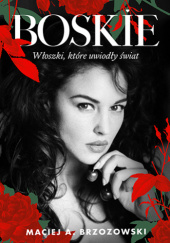 BOSKIE
Włoszki, które uwiodły świat
MACIEJ A. BRZOZOWSKI